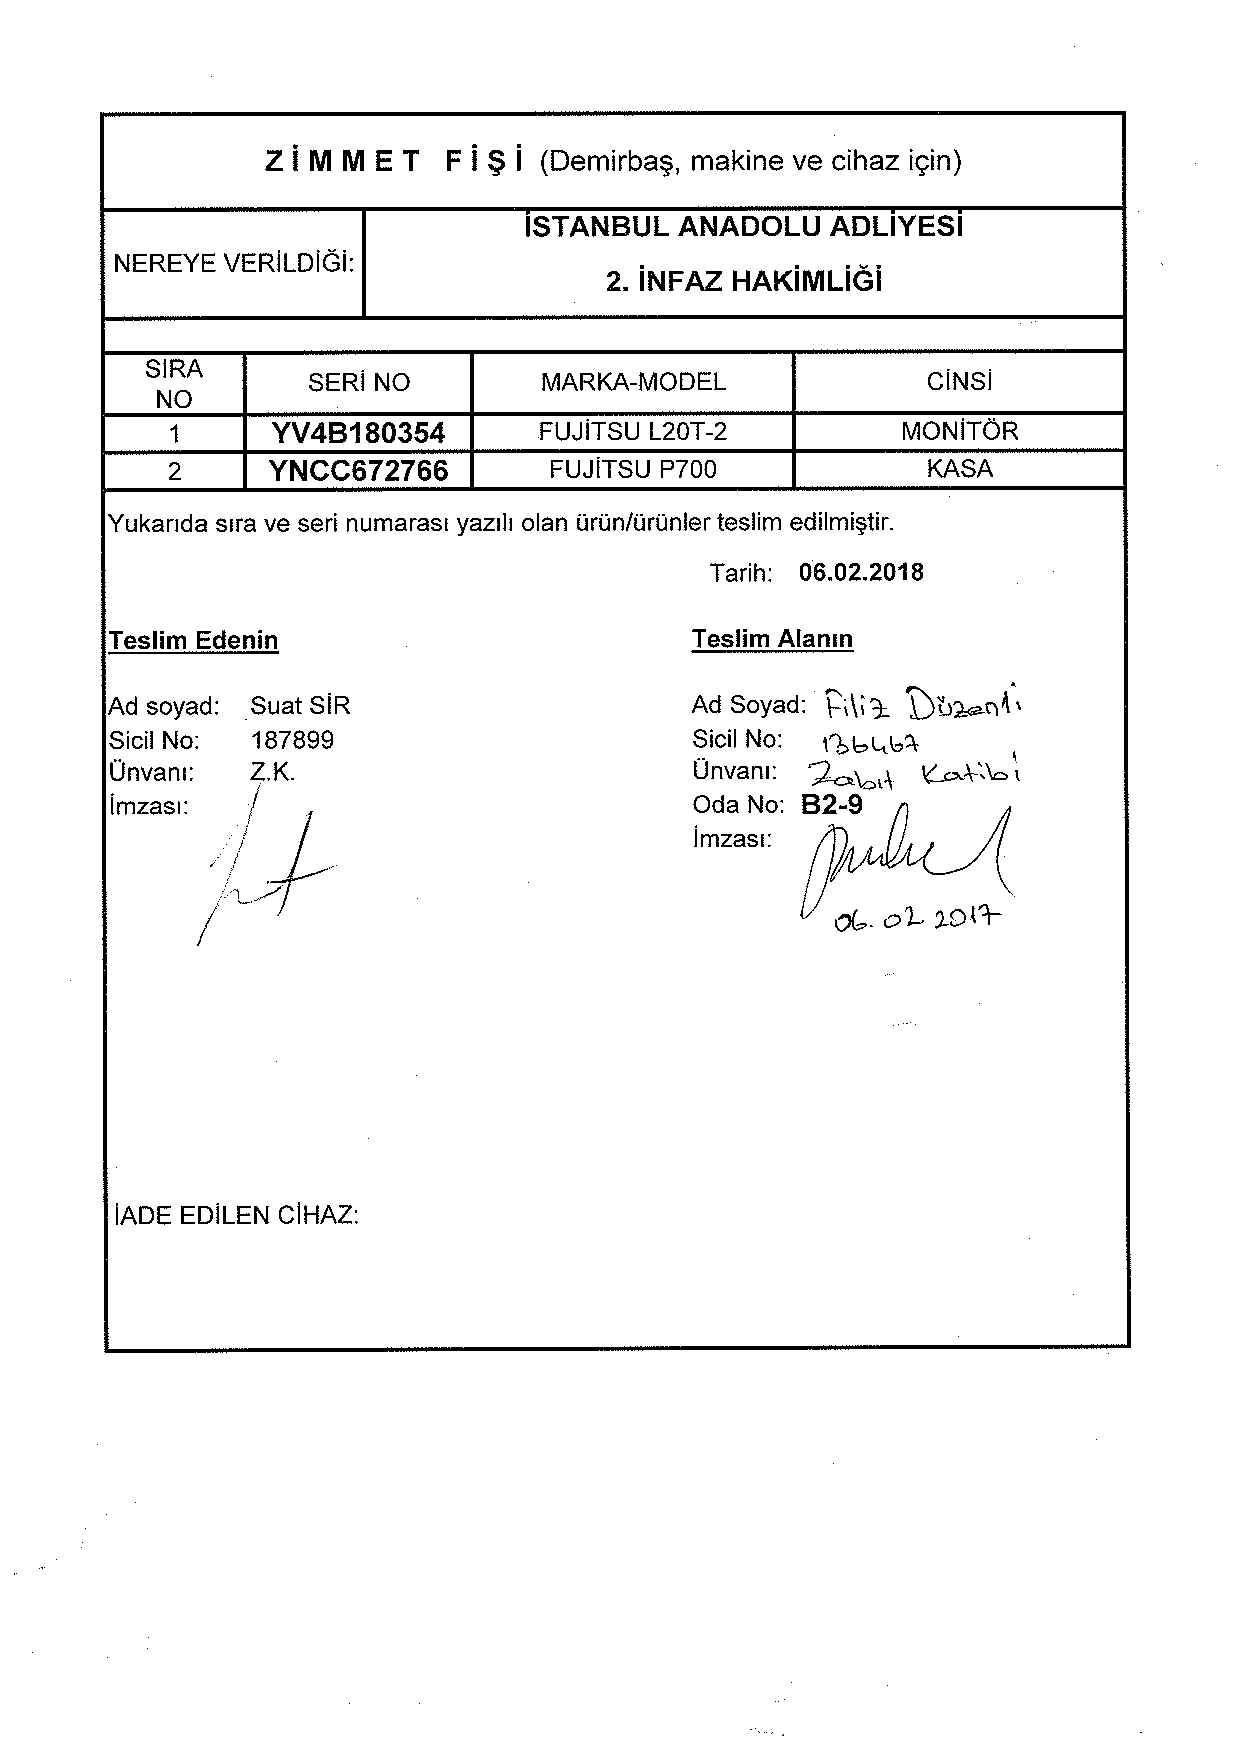 ZİMMET FİŞİ (Demirbaş, makine ve cihaz için)
NEREYE VERİLDİĞİ:
İSTANBUL ANADOLU ADLİYESİ
2. İNFAZ HAKİMLİĞİ
SIRA NO SERİ NO MARKA-MODEL CİNSİ
1 YV4B180354 FUJİTSU L20T-2 MONİTÖR
2 YNCC672766 FUJİTSU P700 KASA
Yukarıda sıra ve seri numarası yazılı olan ürün/ürünler teslim edilmiştir.
Tarih: 06.02.2018
Teslim Edenin
Ad soyad: Suat SİR
Sicil No: 187899
Ünvanı: Z.K.
İmzası:
Teslim Alanın
Ad Soyad: Filiz
Sicil No:
Ünvanı: Zabıt Katibi
Oda No: B2-9
İmzası:
06.02 2017
İADE EDİLEN CİHAZ: